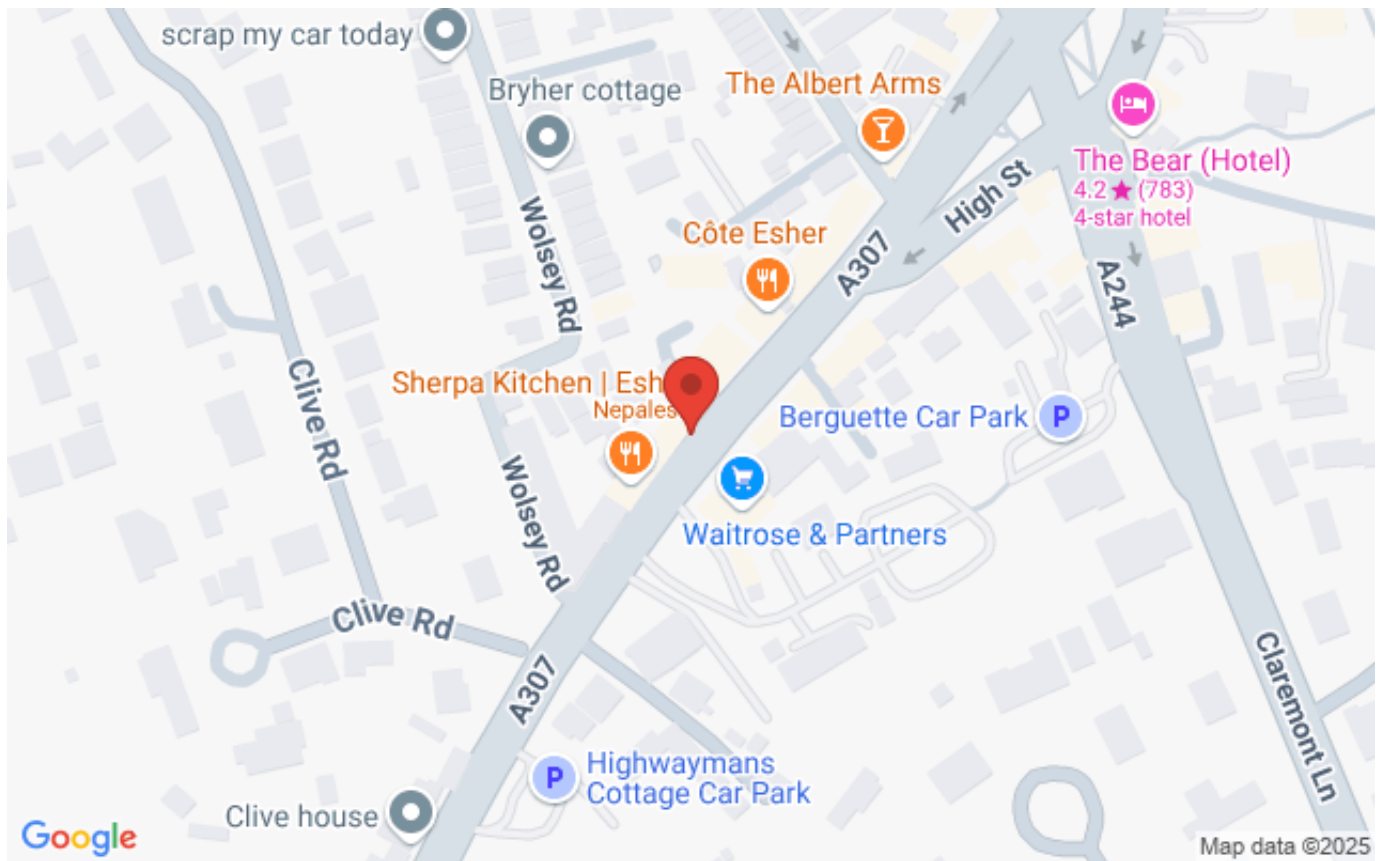 scrap my car today
Bryher cottage
The Albert Arms
The Bear (Hotel)
4.2★ (783)
4-star hotel
High St
Wolsey Rd
Côte Esher
A307
A244
Clive Rd
Sherpa Kitchen | Esh
Nepales
Berguette Car Park
P
Wolsey Rd
Waitrose & Partners
Clive Rd
A307
Claremont Ln
P
Highwaymans
Cottage Car Park
Clive house
Google
Map data ©2025